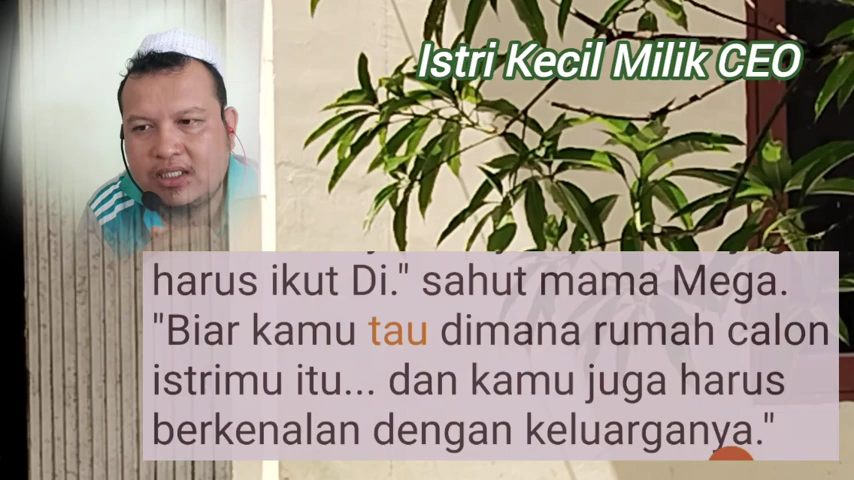 Istri Kecil Milik CEO
harus ikut Di." sahut mama Mega.
"Biar kamu tau dimana rumah calon
istrimu itu... dan kamu juga harus
berkenalan dengan keluarganya."